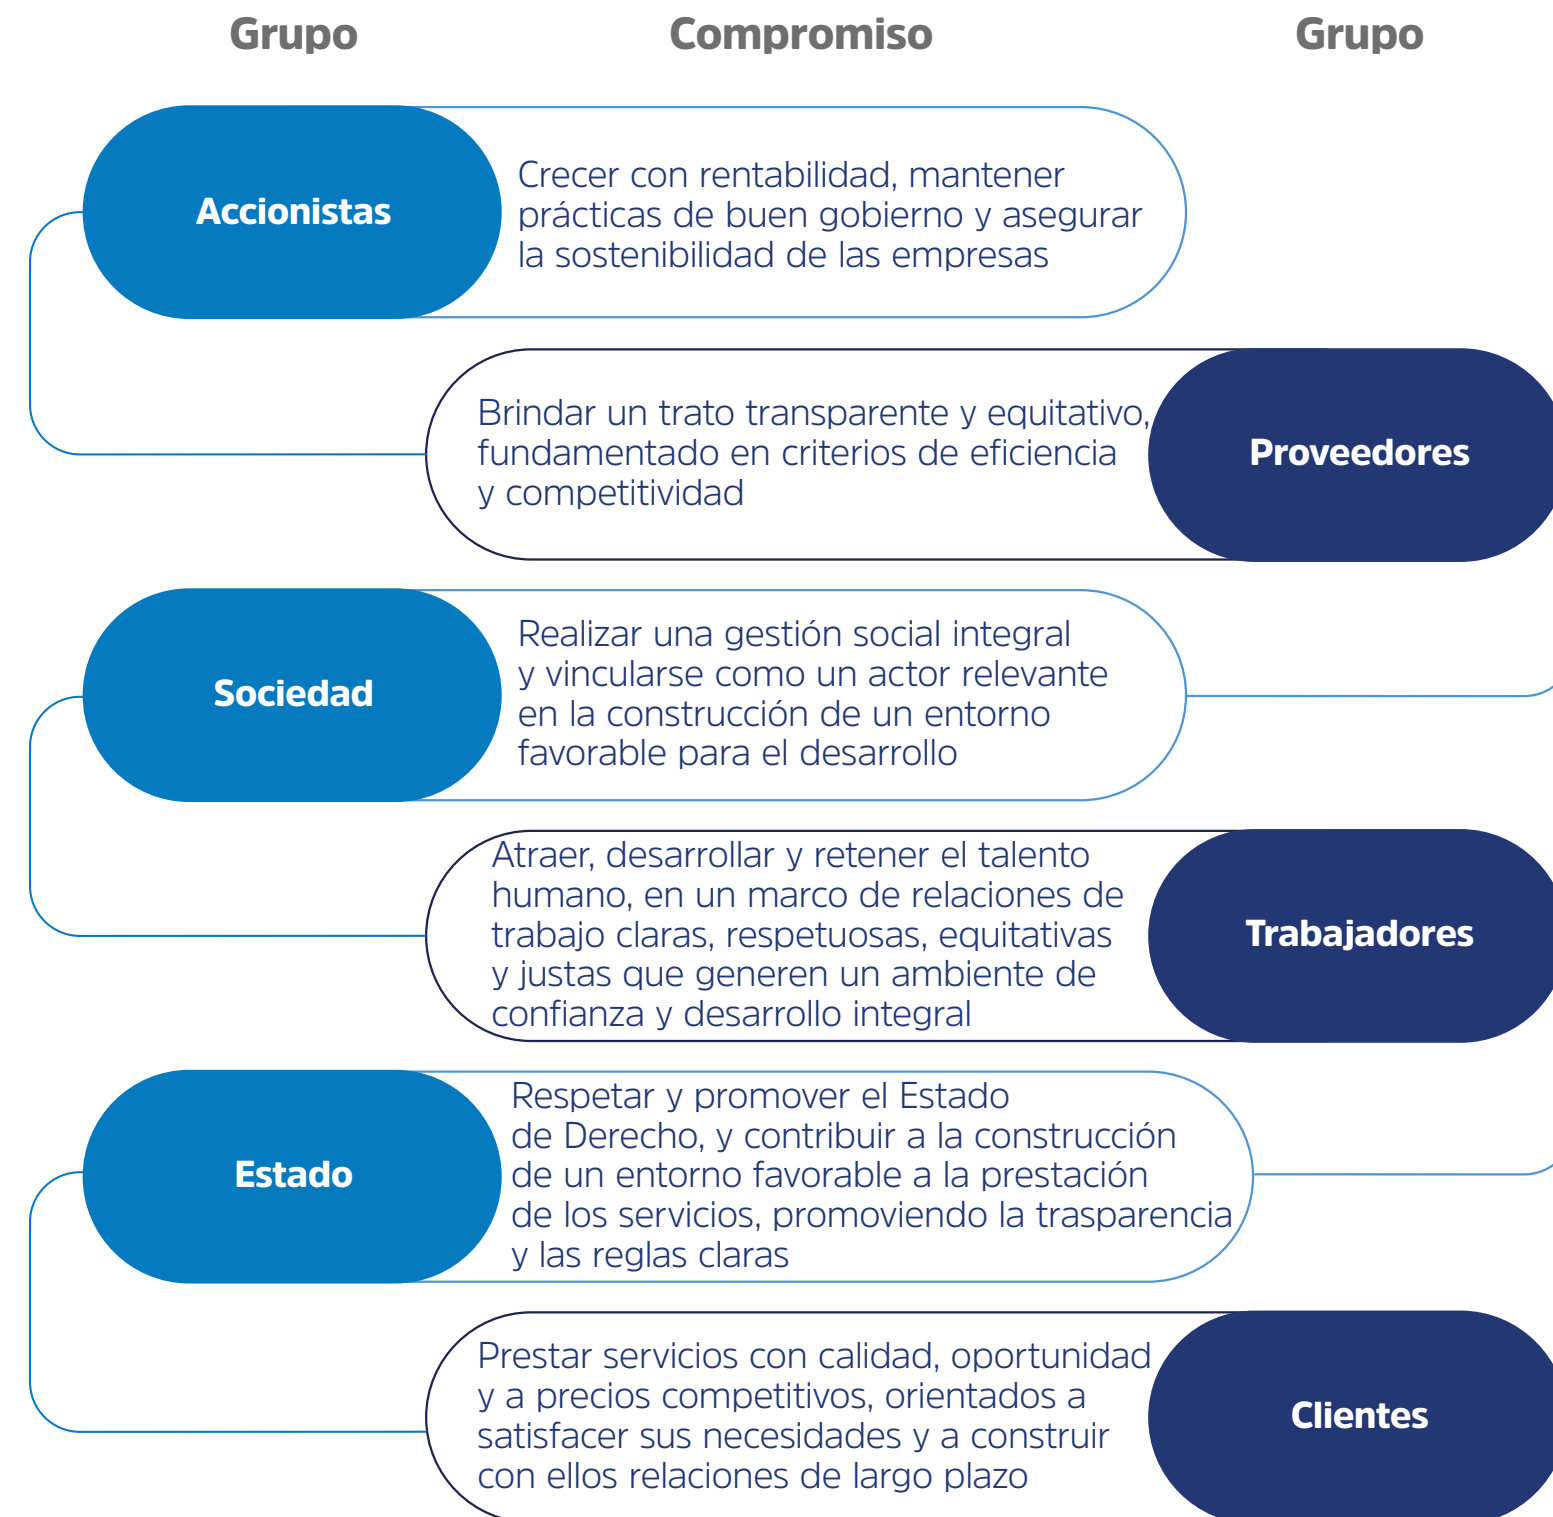 Grupo Compromiso Grupo
Accionistas
Crecer con rentabilidad, mantener
prácticas de buen gobierno y asegurar
la sostenibilidad de las empresas
Brindar un trato transparente y equitativo,
fundamentado en criterios de eficiencia
y competitividad
Proveedores
Sociedad
Realizar una gestión social integral
y vincularse como un actor relevante
en la construcción de un entorno
favorable para el desarrollo
Atraer, desarrollar y retener el talento
humano, en un marco de relaciones de
trabajo claras, respetuosas, equitativas
y justas que generen un ambiente de
confianza y desarrollo integral
Trabajadores
Estado
Respetar y promover el Estado
de Derecho, y contribuir a la construcción
de un entorno favorable a la prestación
de los servicios, promoviendo la trasparencia
y las reglas claras
Prestar servicios con calidad, oportunidad
y a precios competitivos, orientados a
satisfacer sus necesidades y a construir
con ellos relaciones de largo plazo
Clientes